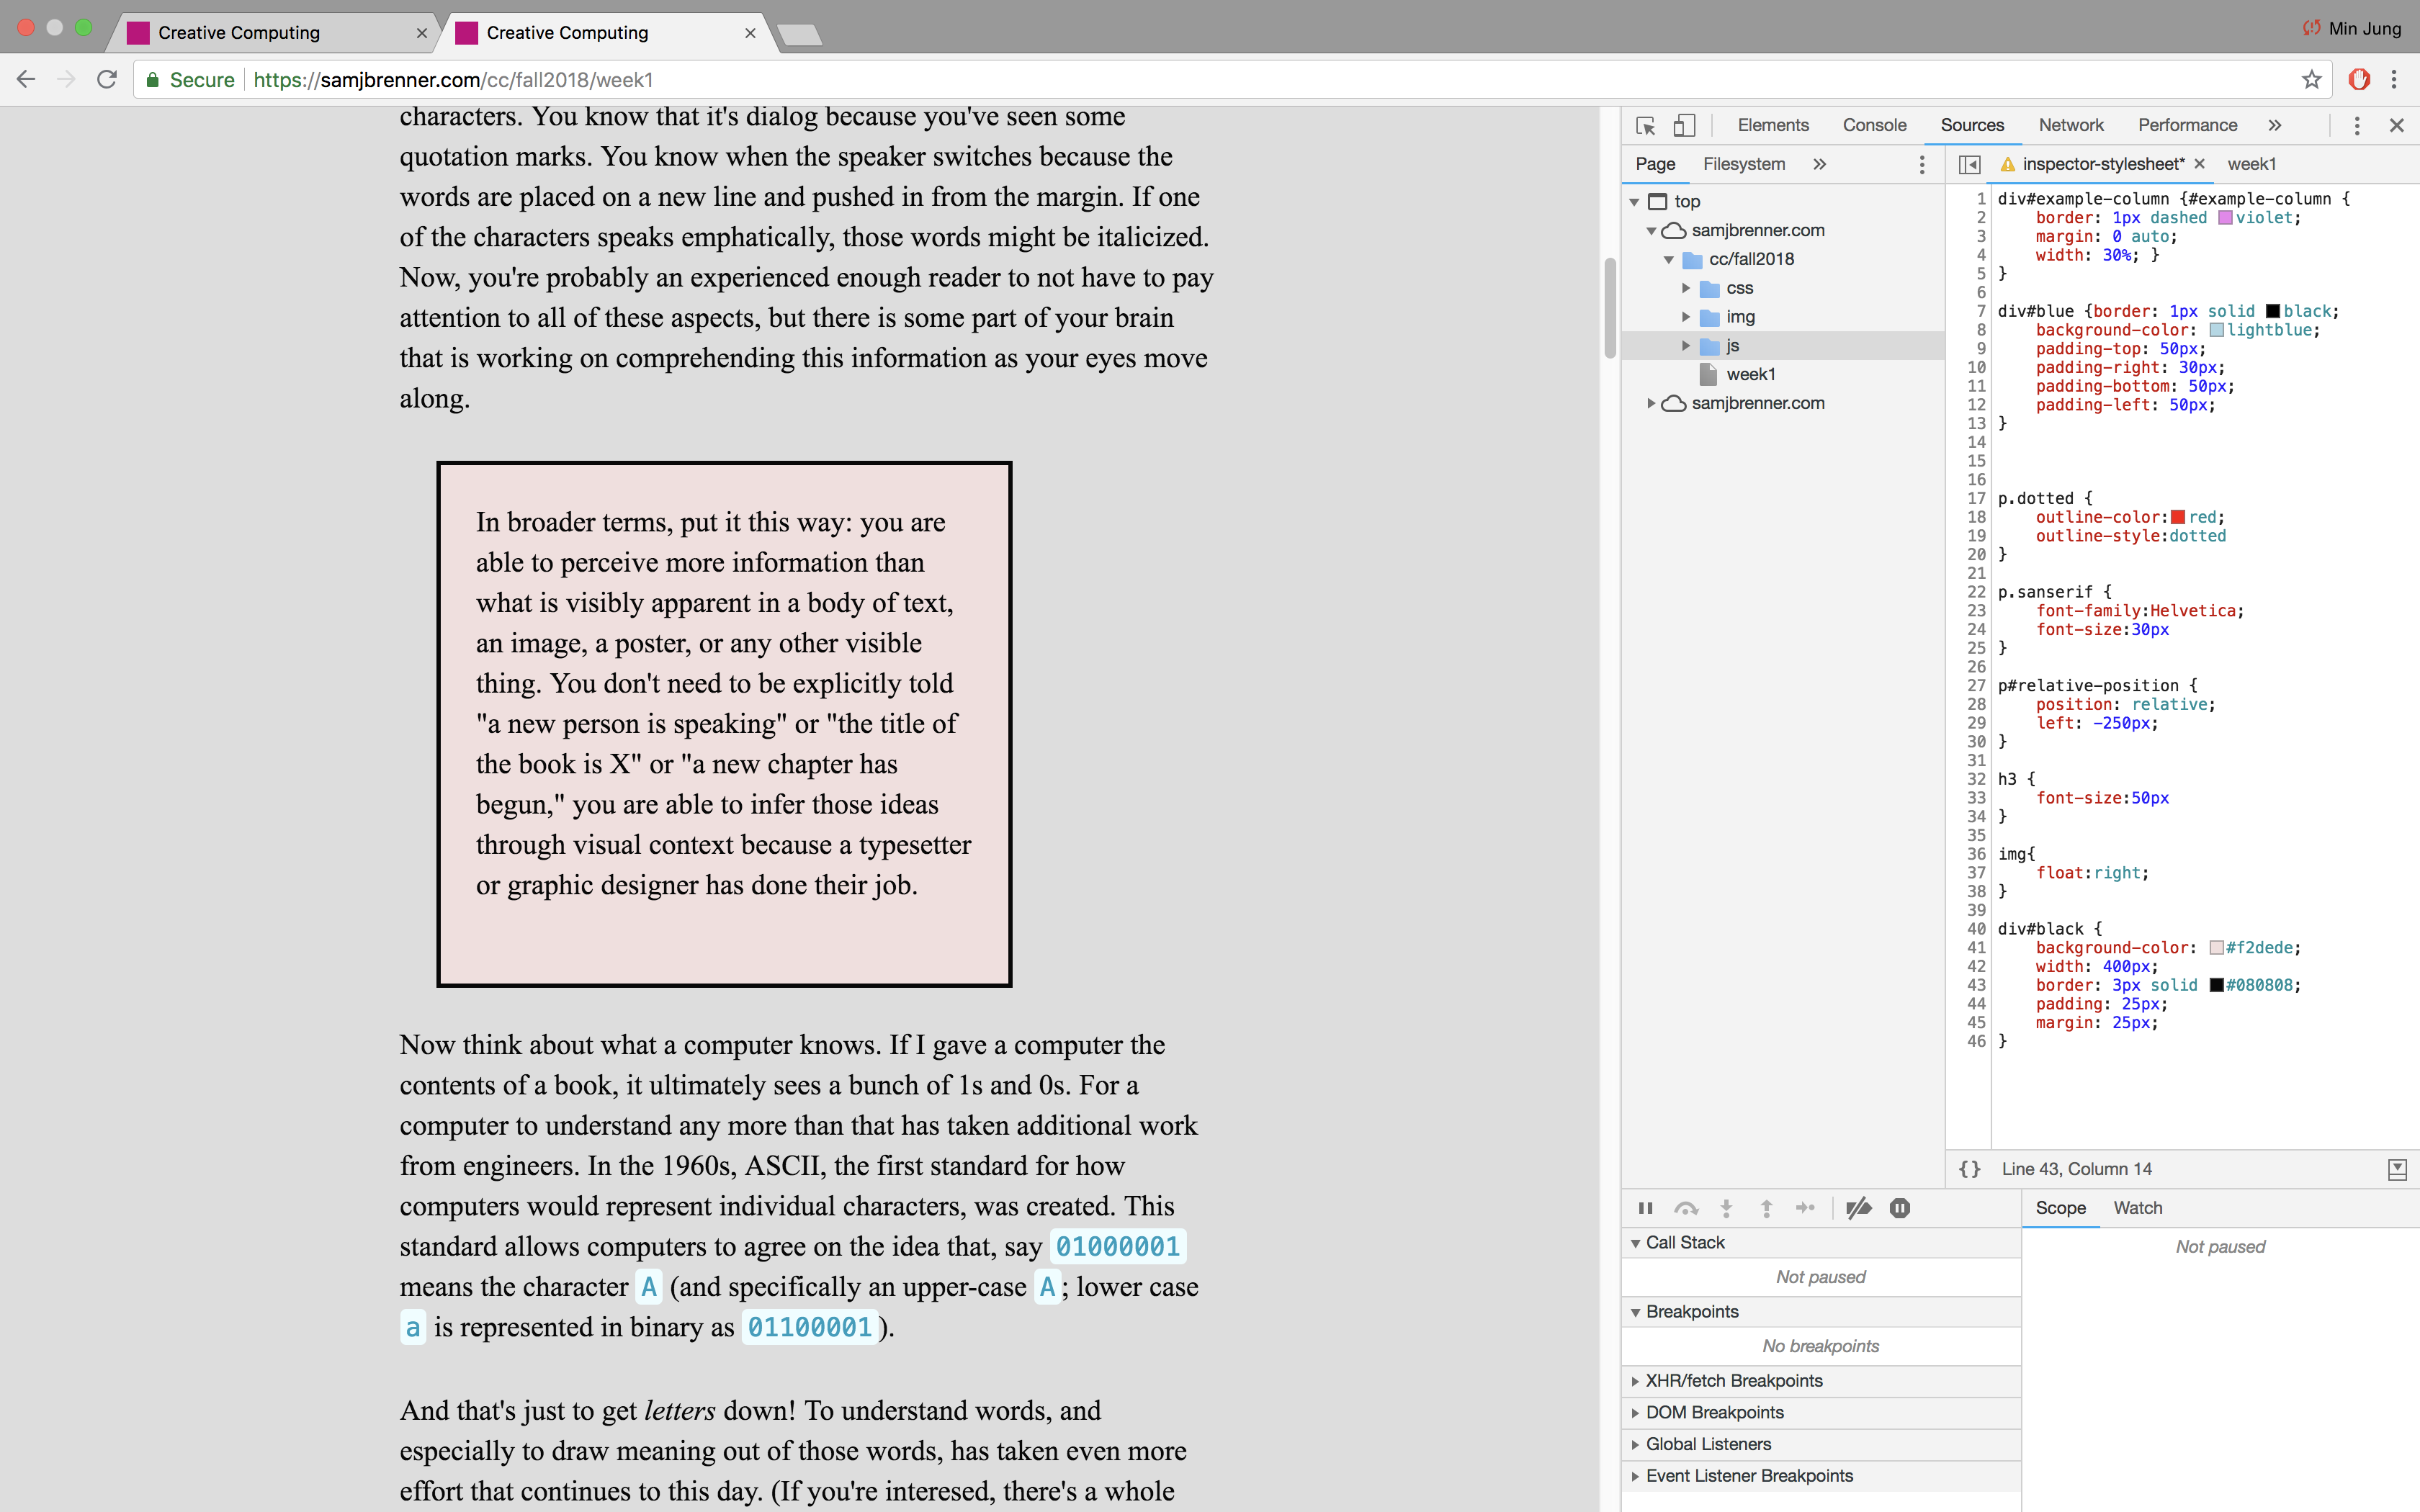 Creative Computing
Creative Computing
Min Jung
Secure
https://samjbrenner.com/cc/fall2018/week1
characters. You know that it's dialog because you've seen some
quotation marks. You know when the speaker switches because the
words are placed on a new line and pushed in from the margin. If one
of the characters speaks emphatically, those words might be italicized.
Now, you're probably an experienced enough reader to not have to pay
attention to all of these aspects, but there is some part of your brain
that is working on comprehending this information as your eyes move
along.
In broader terms, put it this way: you are
able to perceive more information than
what is visibly apparent in a body of text,
an image, a poster, or any other visible
thing. You don't need to be explicitly told
"a new person is speaking" or "the title of
the book is X" or "a new chapter has
begun," you are able to infer those ideas
through visual context because a typesetter
or graphic designer has done their job.
Now think about what a computer knows. If I gave a computer the
contents of a book, it ultimately sees a bunch of 1s and 0s. For a
computer to understand any more than that has taken additional work
from engineers. In the 1960s, ASCII, the first standard for how
computers would represent individual characters, was created. This
standard allows computers to agree on the idea that, say 01000001
means the character A (and specifically an upper-case A; lower case
a is represented in binary as 01100001).
And that's just to get letters down! To understand words, and
especially to draw meaning out of those words, has taken even more
effort that continues to this day. (If you're interesed, there's a whole
Elements Console Sources Network Performance »
Page Filesystem »
top
samjbrenner.com
cc/fall2018
css
img
js
week1
samjbrenner.com
inspector-stylesheet* × week1
1 div#example-column {#example-column {
2 border: 1px dashed violet;
3 margin: 0 auto;
4 width: 30%; }
5 }
6
7 div#blue {border: 1px solid black;
8 background-color: lightblue;
9 padding-top: 50px;
10 padding-right: 30px;
11 padding-bottom: 50px;
12 padding-left: 50px;
13 }
14
15
16
17 p.dotted {
18 outline-color:red;
19 outline-style:dotted
20 }
21
22 p.sanserif {
23 font-family:Helvetica;
24 font-size:30px
25 }
26
27 p#relative-position {
28 position: relative;
29 left: -250px;
30 }
31
32 h3 {
33 font-size:50px
34 }
35
36 img{
37 float:right;
38 }
39
40 div#black {
41 background-color: #f2dede;
42 width: 400px;
43 border: 3px solid #080808;
44 padding: 25px;
45 margin: 25px;
46 }
{} Line 43, Column 14
Call Stack
Not paused
Breakpoints
No breakpoints
XHR/fetch Breakpoints
DOM Breakpoints
Global Listeners
Event Listener Breakpoints
Scope Watch
Not paused